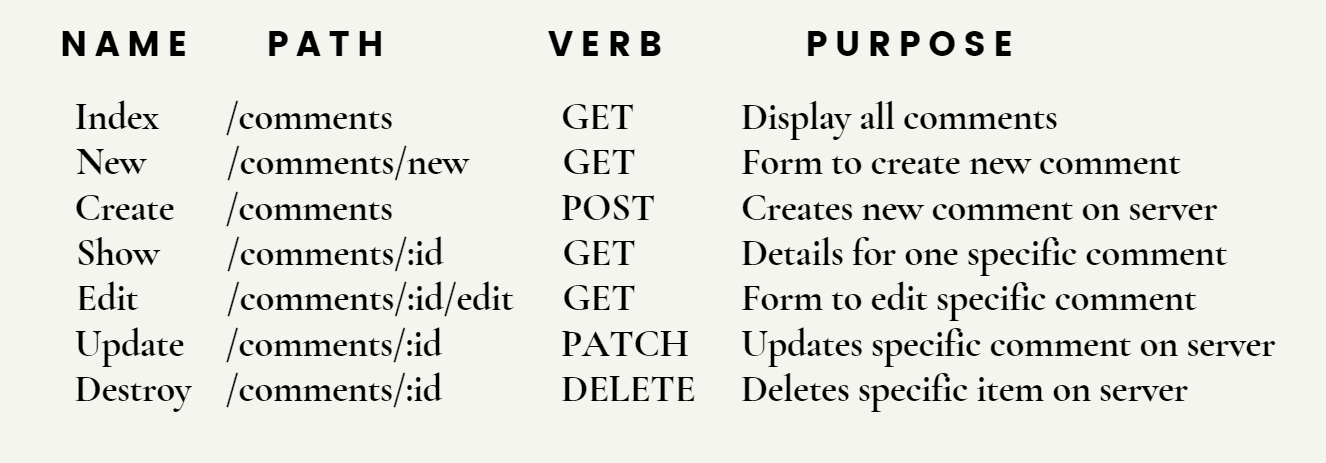 NAME PATH VERB PURPOSE
Index /comments GET Display all comments
New /comments/new GET Form to create new comment
Create /comments POST Creates new comment on server
Show /comments/:id GET Details for one specific comment
Edit /comments/:id/edit GET Form to edit specific comment
Update /comments/:id PATCH Updates specific comment on server
Destroy /comments/:id DELETE Deletes specific item on server